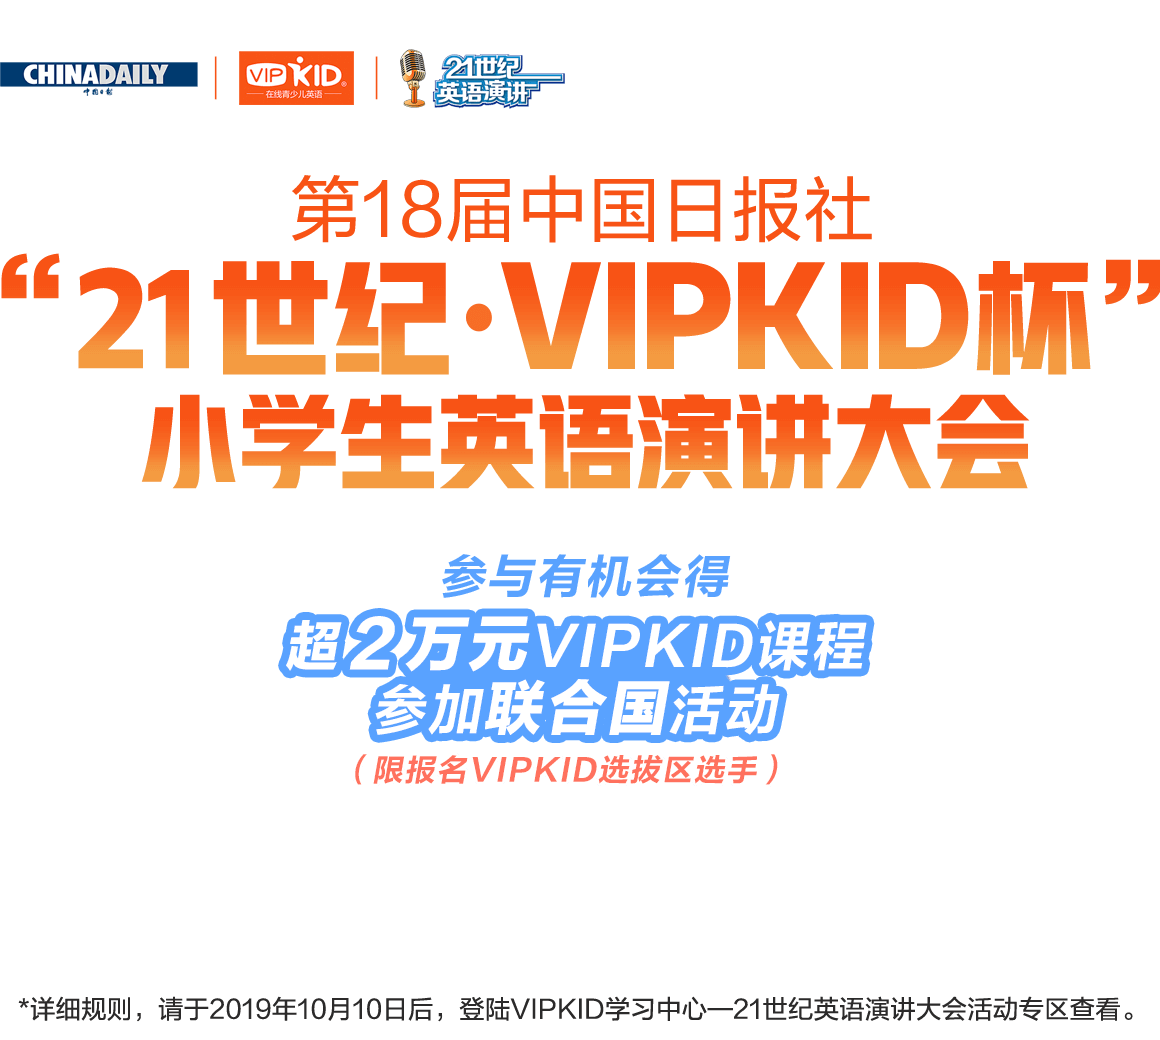 CHINADAILY
中国日报
VIPKID®
在线青少儿英语
21世纪
英语演讲
第18届中国日报社
“21世纪·VIPKID杯”
小学生英语演讲大会
参与有机会得
超2万元VIPKID课程
参加联合国活动
（限报名VIPKID选拔区选手）
*详细规则，请于2019年10月10日后，登陆VIPKID学习中心—21世纪英语演讲大会活动专区查看。